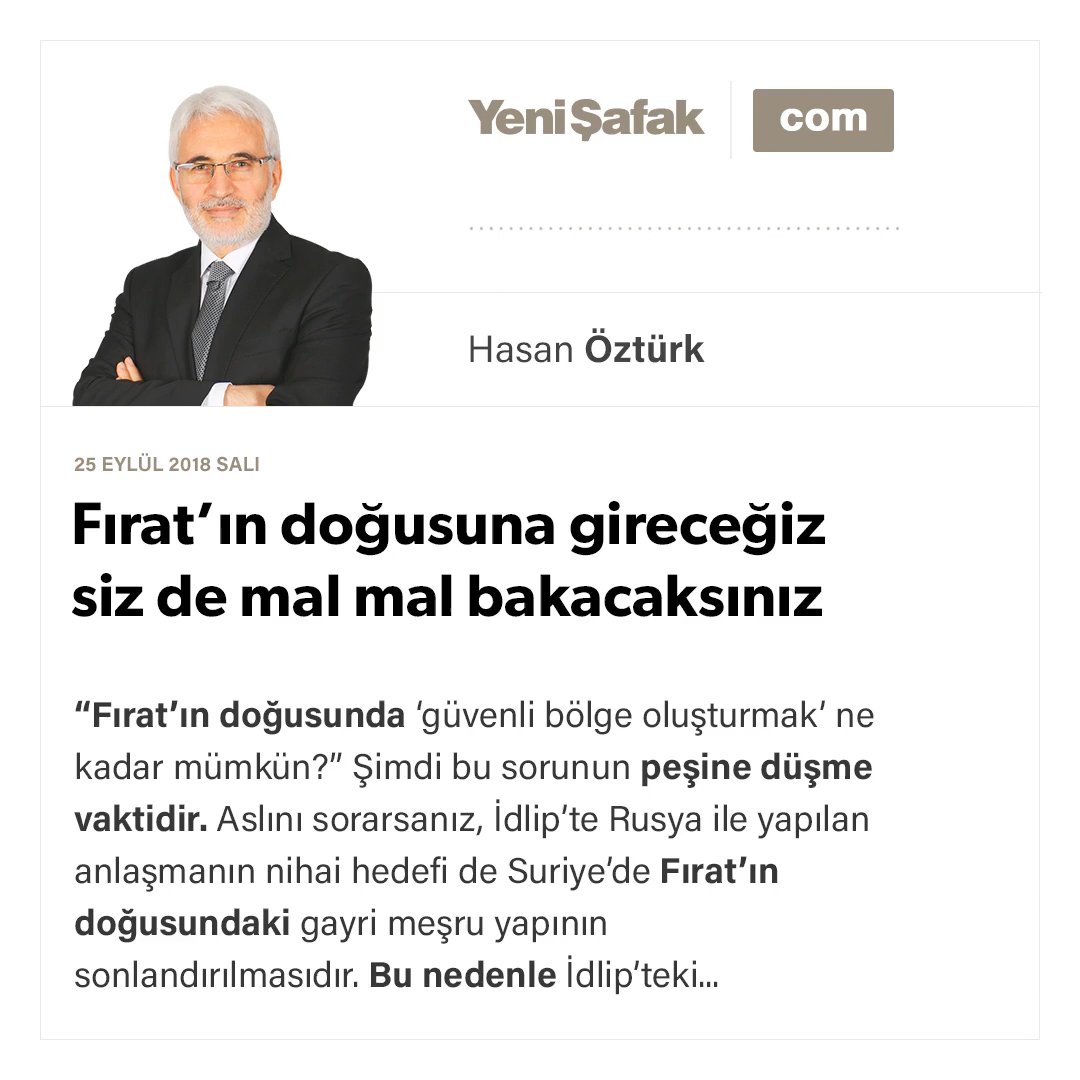 YeniŞafak
com
Hasan Öztürk
25 EYLÜL 2018 SALI
Fırat’ın doğusuna gireceğiz
siz de mal mal bakacaksınız
“Fırat’ın doğusunda ‘güvenli bölge oluşturmak’ ne
kadar mümkün?” Şimdi bu sorunun peşine düşme
vaktidir. Aslını sorarsanız, İdlip’te Rusya ile yapılan
anlaşmanın nihai hedefi de Suriye’de Fırat’ın
doğusundaki gayri meşru yapının
sonlandırılmasıdır. Bu nedenle İdlip’teki...